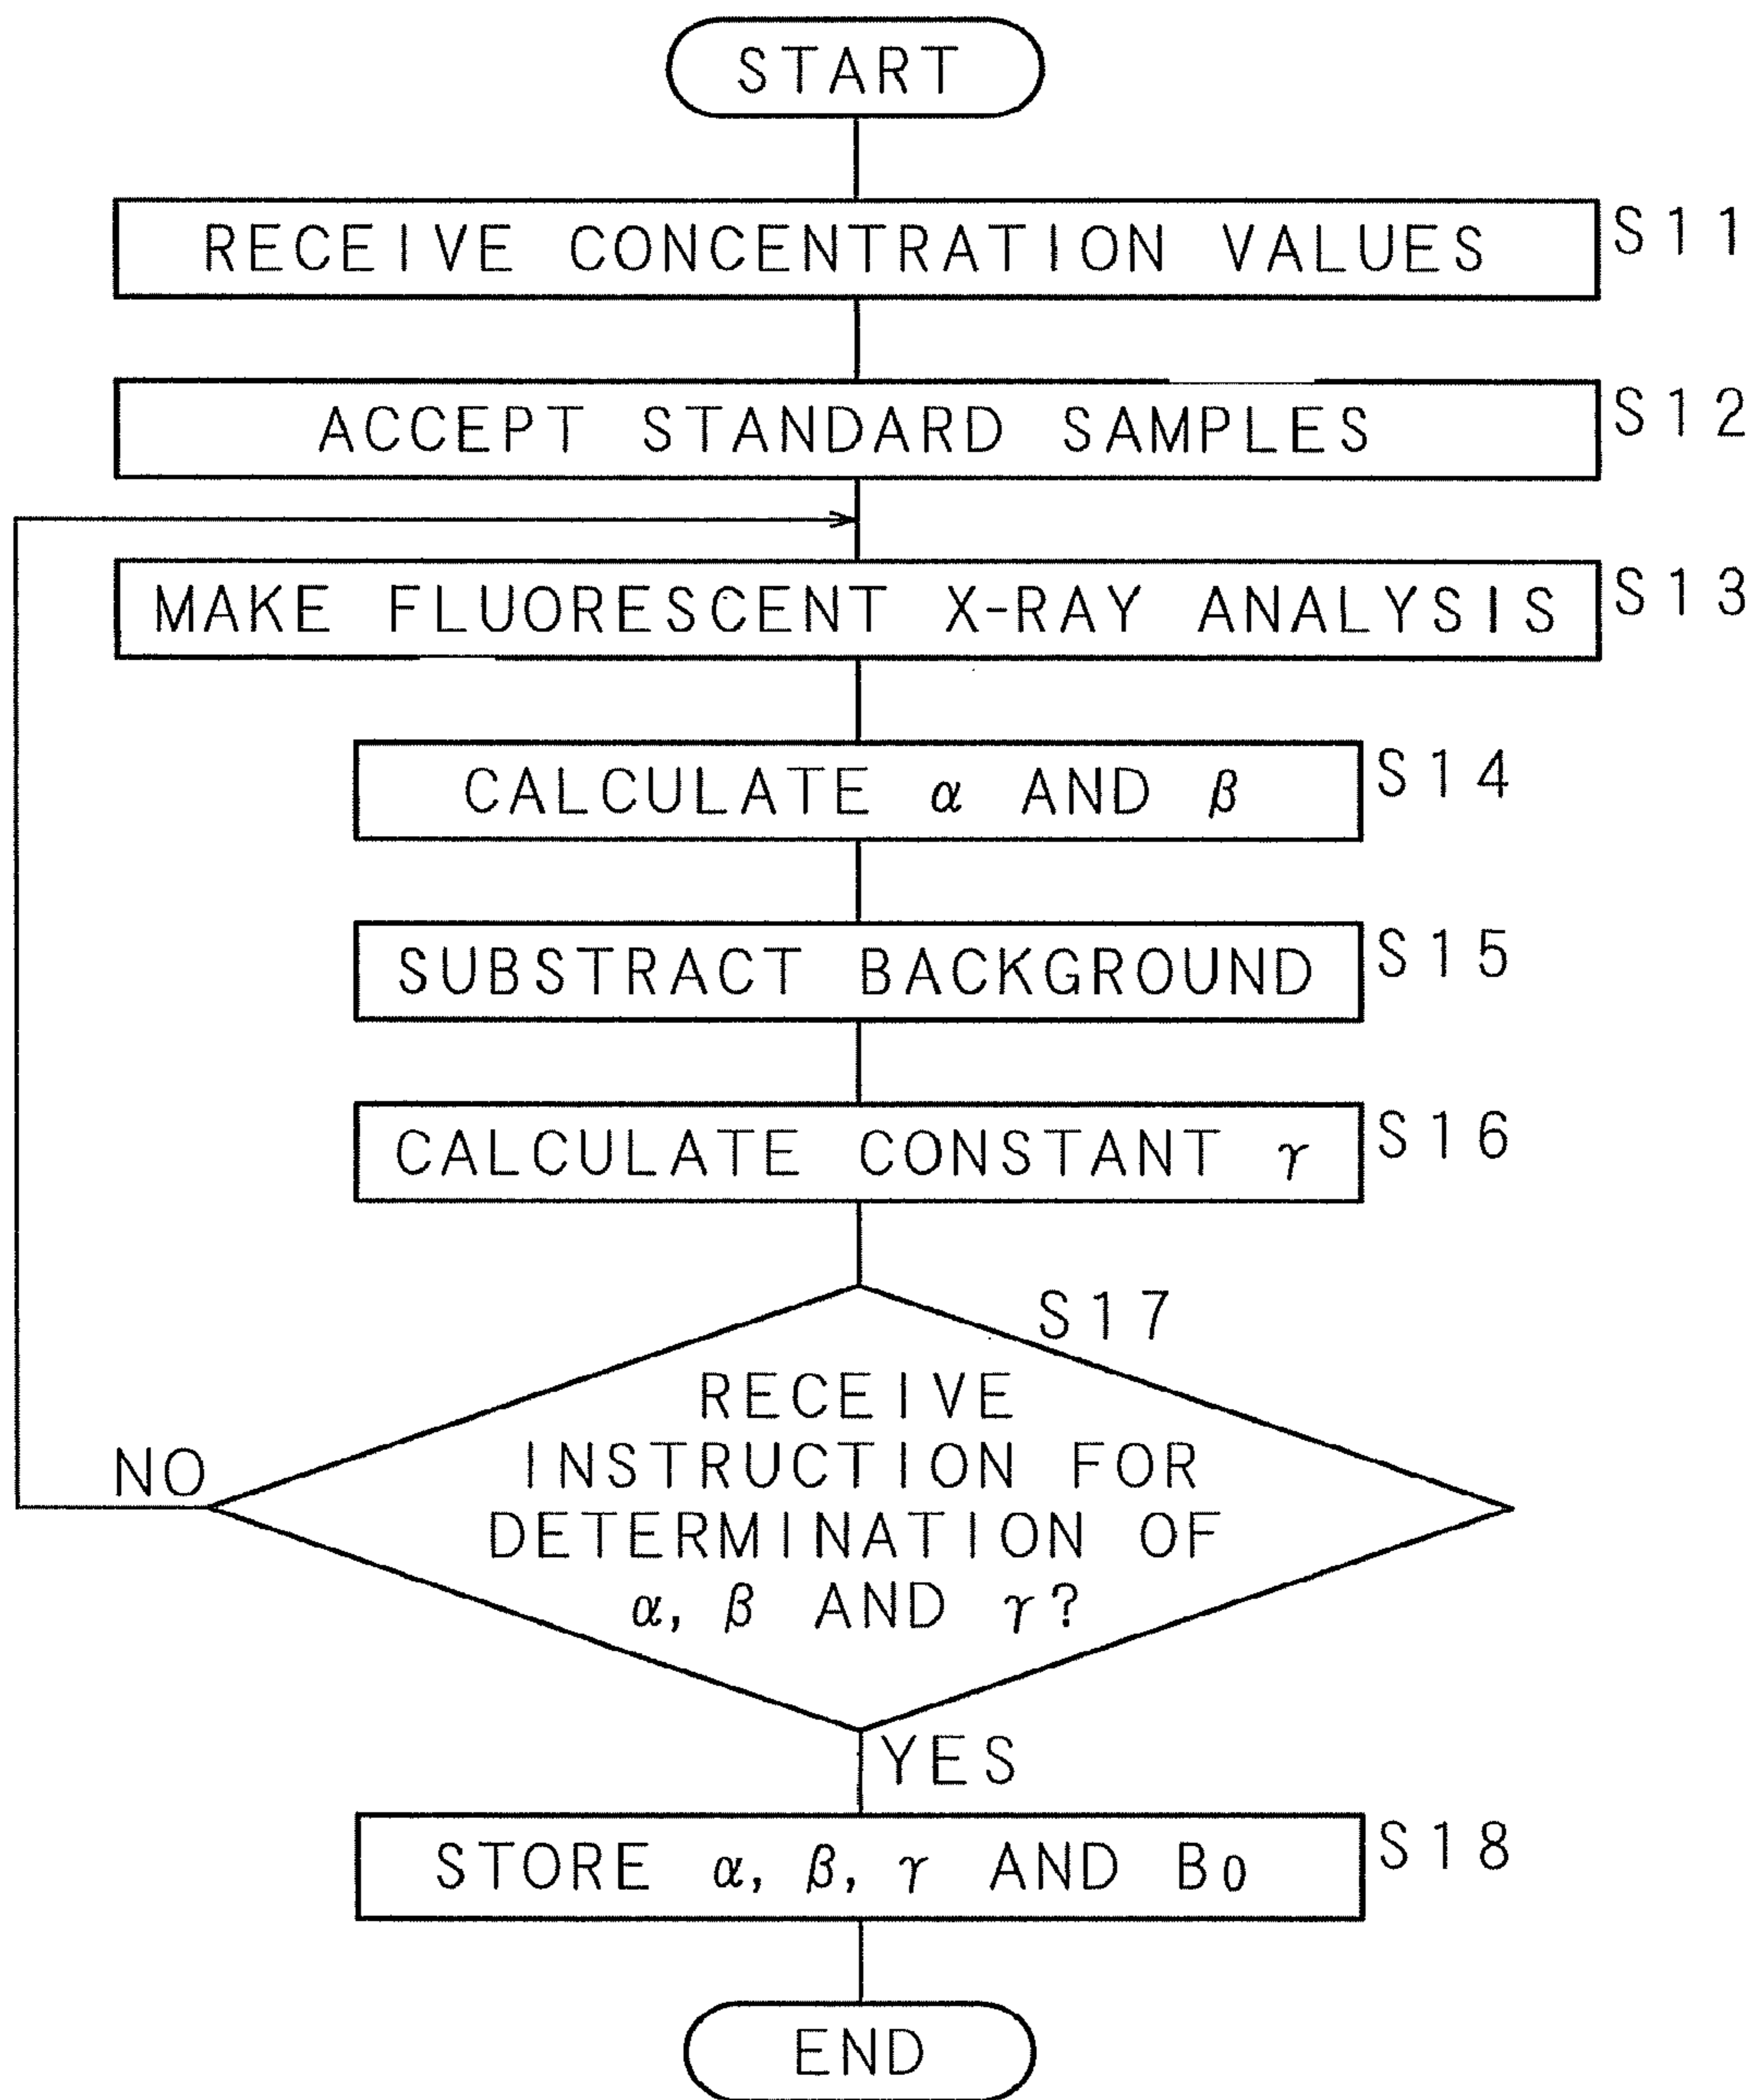 START
RECEIVE CONCENTRATION VALUES S11
ACCEPT STANDARD SAMPLES S12
MAKE FLUORESCENT X-RAY ANALYSIS S13
CALCULATE α AND β S14
SUBSTRACT BACKGROUND S15
CALCULATE CONSTANT γ S16
S17
RECEIVE
INSTRUCTION FOR
DETERMINATION OF
α, β AND γ?
NO
YES
STORE α, β, γ AND B0 S18
END